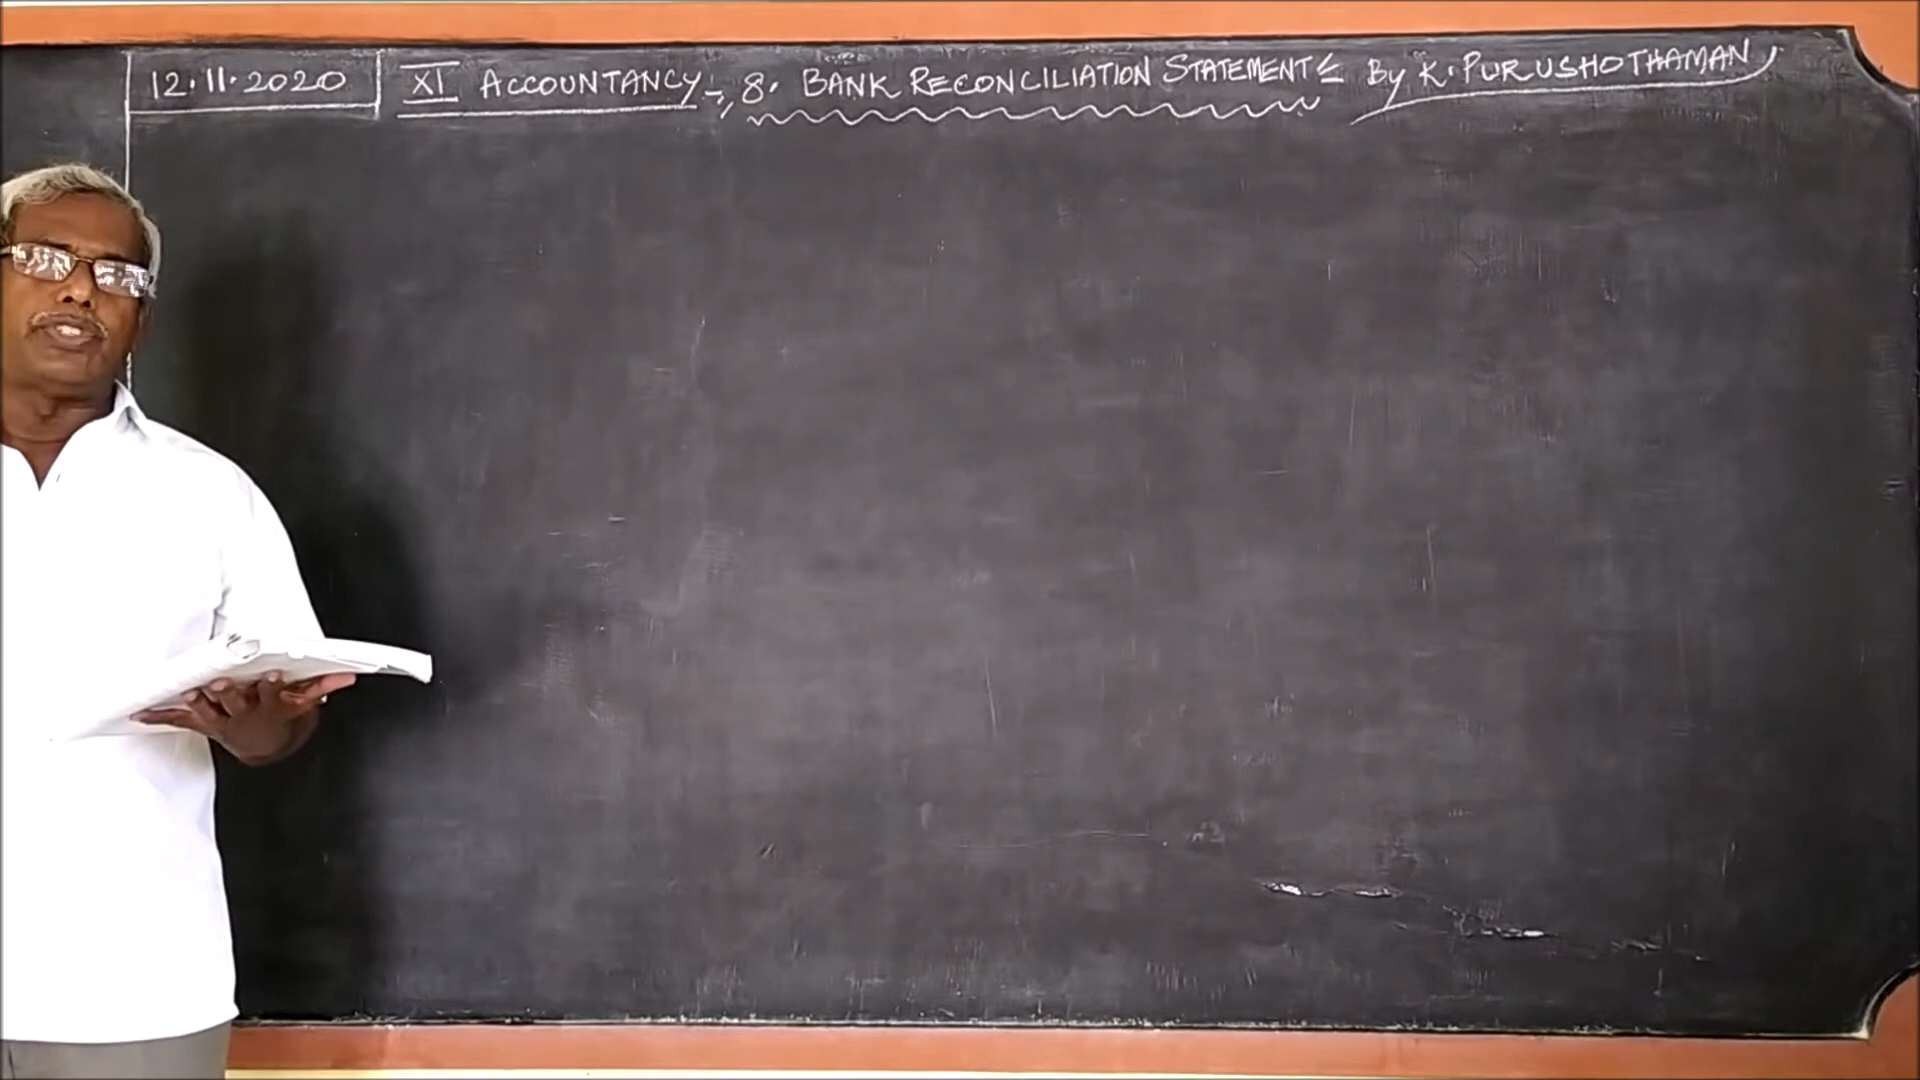 12.11.2020 XI ACCOUNTANCY:-, 8. BANK RECONCILIATION STATEMENT:- By K. PURUSHOTHAMAN,